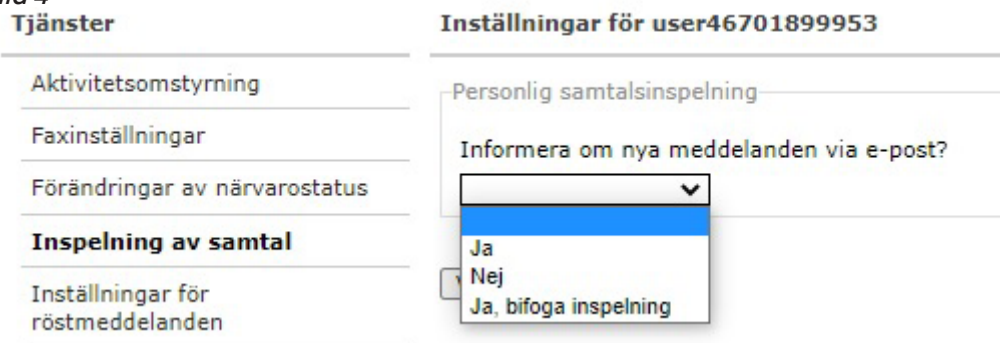 Tjänster
Inställningar för user46701899953
Aktivitetsomstyrning
Faxinställningar
Förändringar av närvarostatus
Inspelning av samtal
Inställningar för
röstmeddelanden
Personlig samtalsinspelning
Informera om nya meddelanden via e-post?
Ja
Nej
Ja, bifoga inspelning